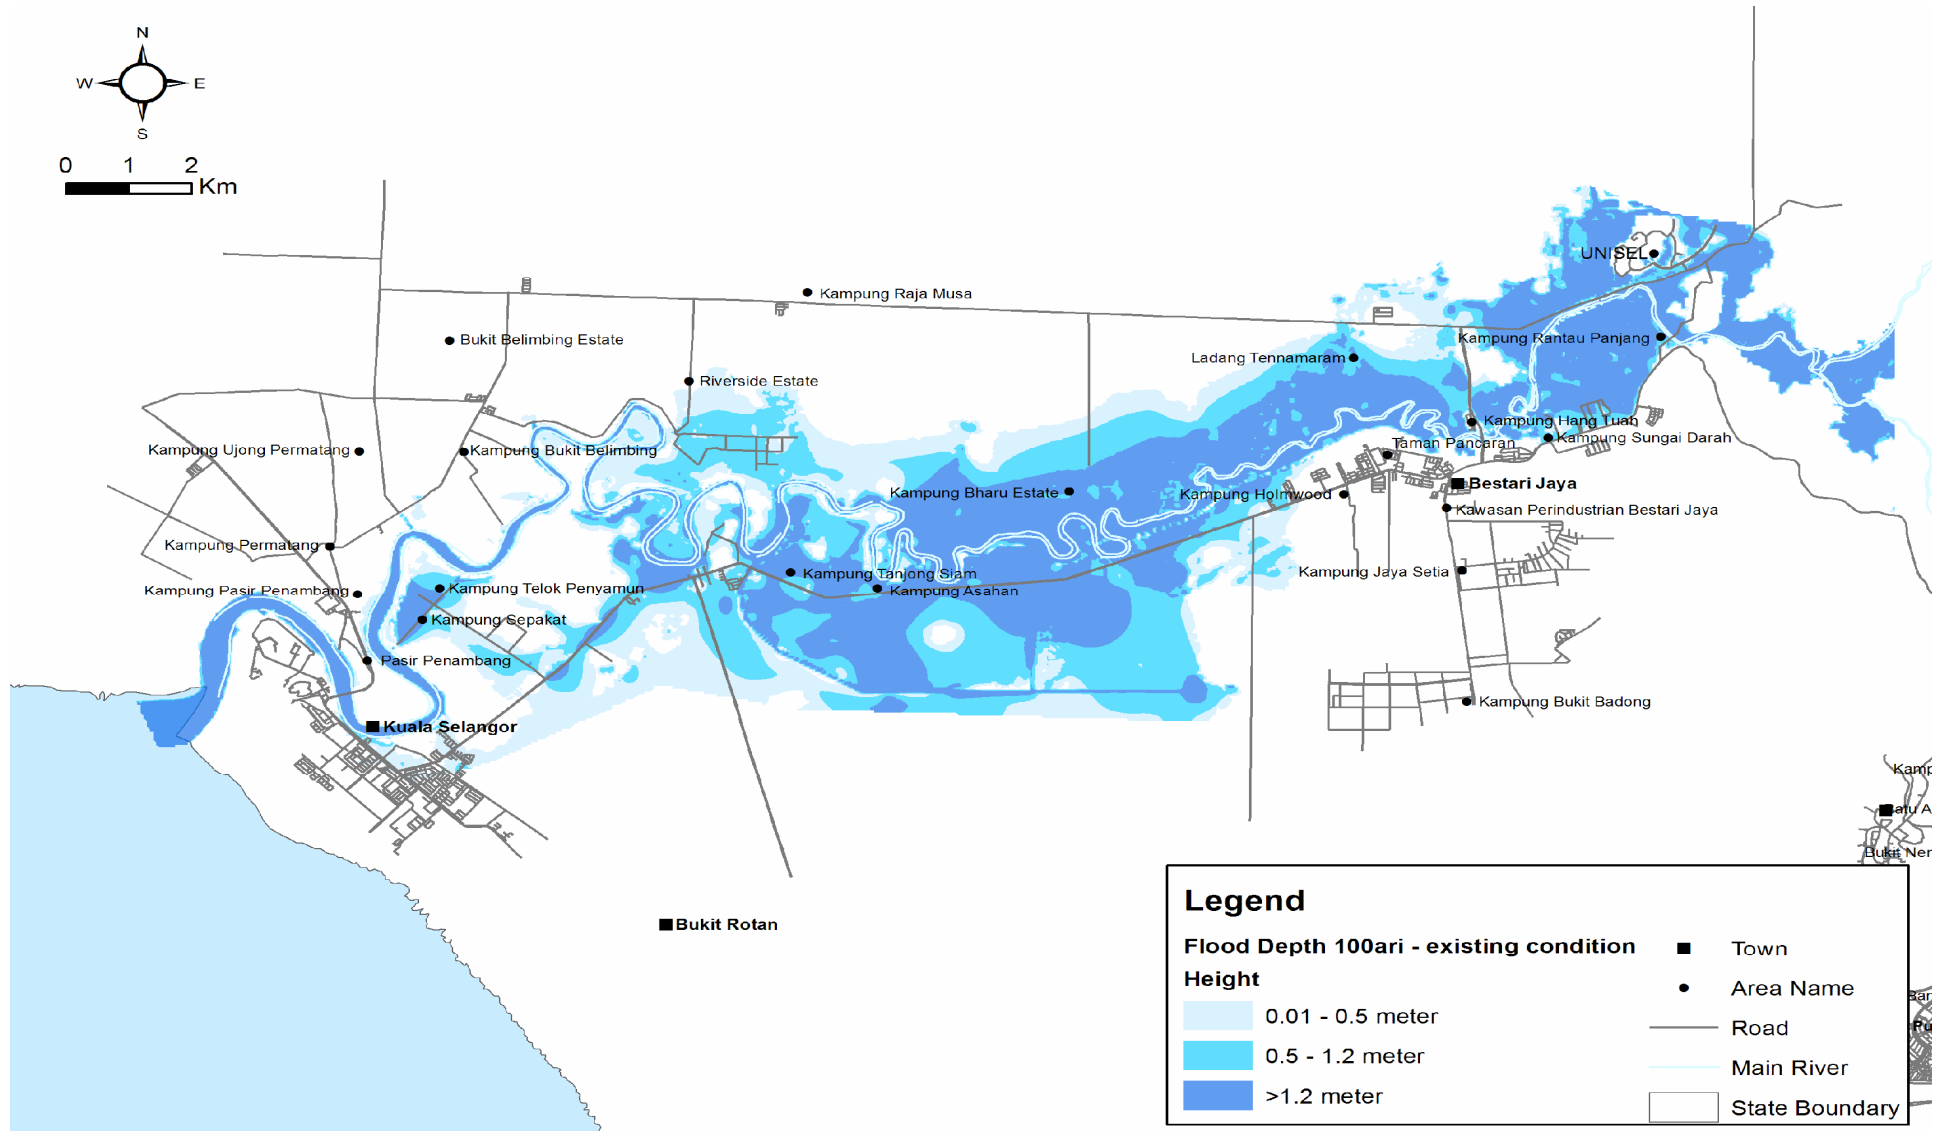 N
W E
S
0 1 2
Km
UNISEL
Kampung Raja Musa
Bukit Belimbing Estate
Kampung Rantau Panjang
Ladang Tennamaram
Riverside Estate
Kampung Hang Tuah
Kampung Sungai Darah
Taman Pancaran
Kampung Ujong Permatang
Kampung Bukit Belimbing
Bestari Jaya
Kampung Bharu Estate
Kampung Holmwood
Kawasan Perindustrian Bestari Jaya
Kampung Permatang
Kampung Tanjong Siam
Kampung Jaya Setia
Kampung Pasir Penambang
Kampung Telok Penyamun
Kampung Asahan
Kampung Sepakat
Pasir Penambang
Kampung Bukit Badong
Kuala Selangor
Bukit Rotan
Legend
Flood Depth 100ari - existing condition
Height
0.01 - 0.5 meter
0.5 - 1.2 meter
>1.2 meter
Town
Area Name
Road
Main River
State Boundary